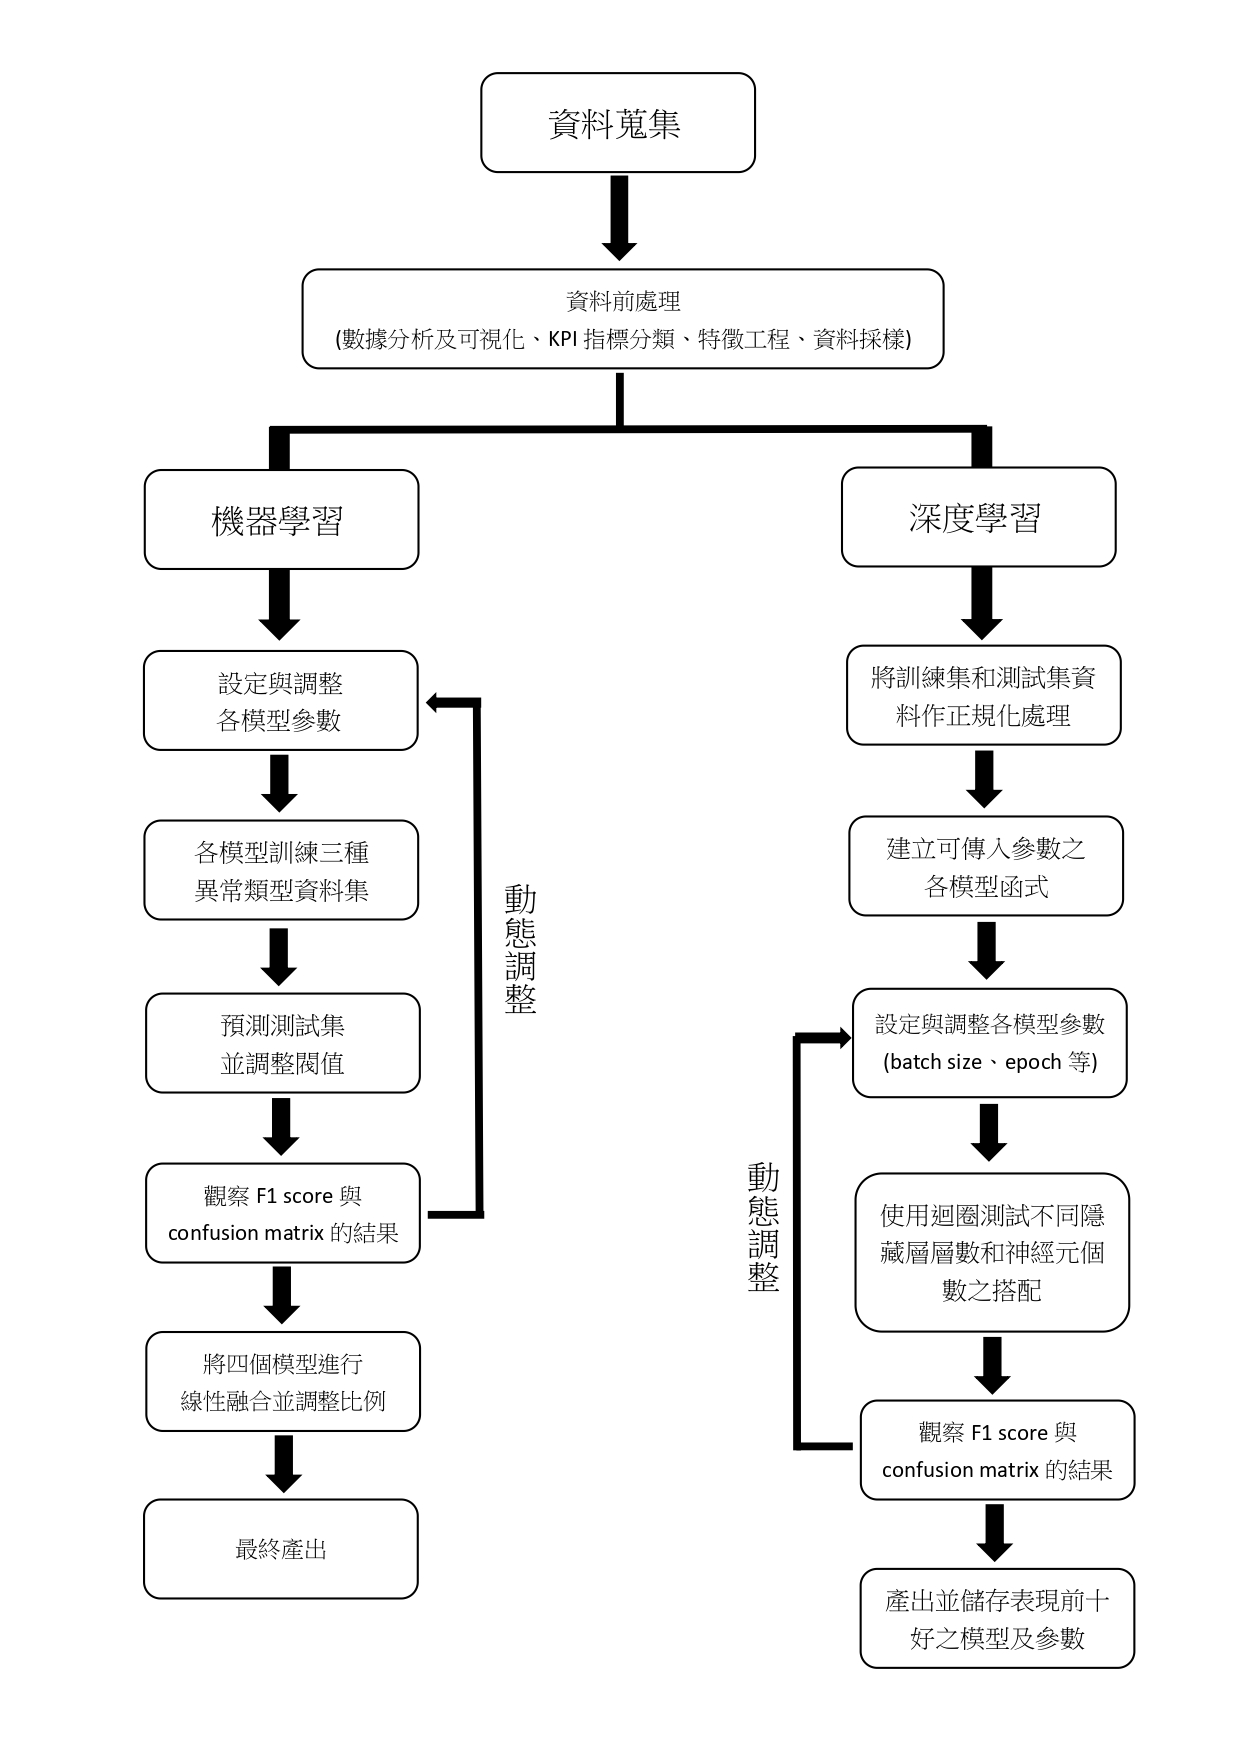 資料蒐集
資料前處理
(數據分析及可視化、KPI 指標分類、特徵工程、資料採樣)
機器學習
設定與調整
各模型參數
各模型訓練三種
異常類型資料集
預測測試集
並調整閥值
觀察 F1 score 與
confusion matrix 的結果
將四個模型進行
線性融合並調整比例
最終產出
動態調整
深度學習
將訓練集和測試集資
料作正規化處理
建立可傳入參數之
各模型函式
設定與調整各模型參數
(batch size、epoch 等)
使用迴圈測試不同隱
藏層層數和神經元個
數之搭配
觀察 F1 score 與
confusion matrix 的結果
產出並儲存表現前十
好之模型及參數
動態調整